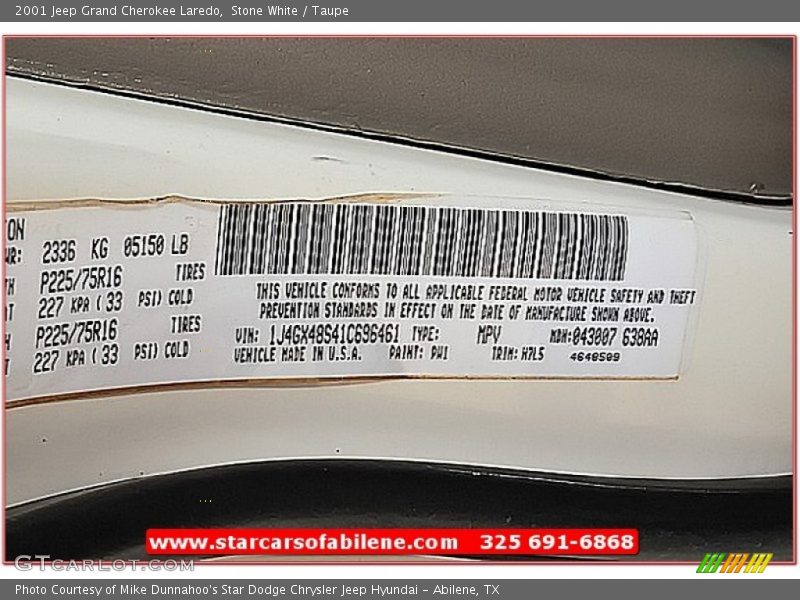 2001 Jeep Grand Cherokee Laredo, Stone White / Taupe
2336 KG 05150 LB
P225/75R16 TIRES
227 KPA ( 33 PSI) COLD
P225/75R16 TIRES
227 KPA ( 33 PSI) COLD
THIS VEHICLE CONFORMS TO ALL APPLICABLE FEDERAL MOTOR VEHICLE SAFETY AND THEFT
PREVENTION STANDARDS IN EFFECT ON THE DATE OF MANUFACTURE SHOWN ABOVE.
VIN: 1J4GX48S41C696461 TYPE: MPV MDH:043007 638AA
VEHICLE MADE IN U.S.A. PAINT: PW1 TRIM: H7L5 4648509
www.starcarsofabilene.com 325 691-6868
GTCARLOT.COM
Photo Courtesy of Mike Dunnahoo's Star Dodge Chrysler Jeep Hyundai – Abilene, TX